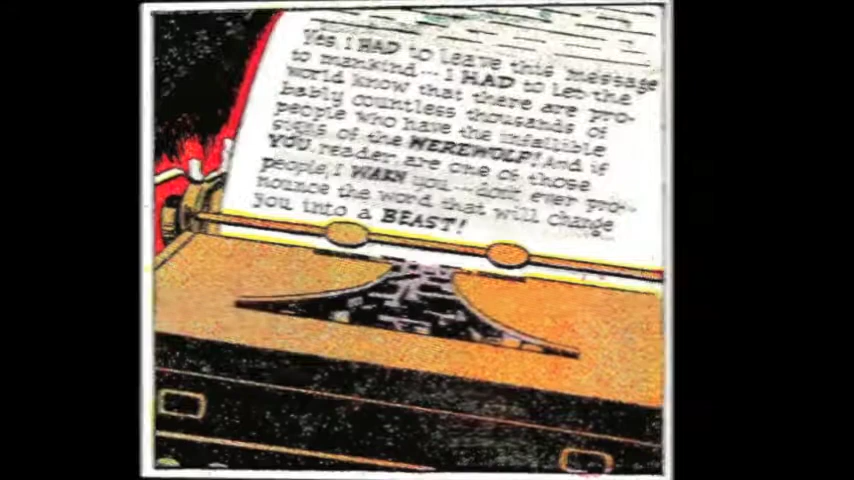 Yes, I HAD to leave this message
to mankind... I HAD to let the
world know that there are pro-
bably countless thousands of
people who have the infallible
signs of the WEREWOLF! And if
YOU, reader, are one of those
people, I WARN you... don't ever pro-
nounce the word that will change
you into a BEAST!